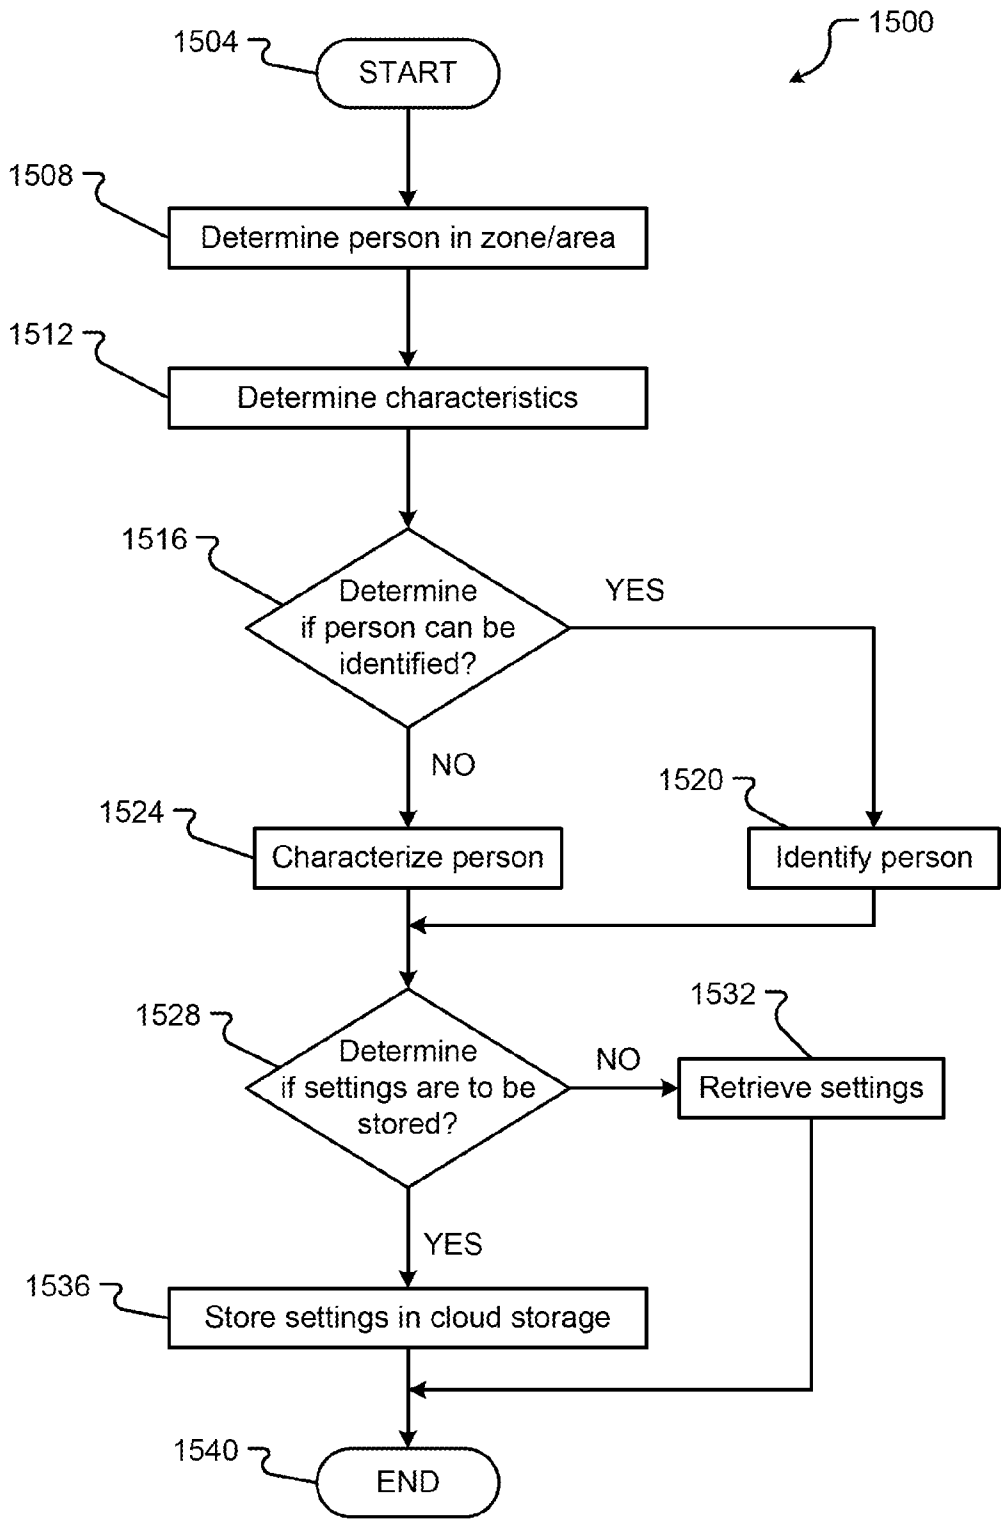 1500
1504
START
1508
Determine person in zone/area
1512
Determine characteristics
1516
Determine
if person can be
identified?
YES
NO
1520
1524
Characterize person
Identify person
1528
1532
Determine
if settings are to be
stored?
NO
Retrieve settings
YES
1536
Store settings in cloud storage
1540
END